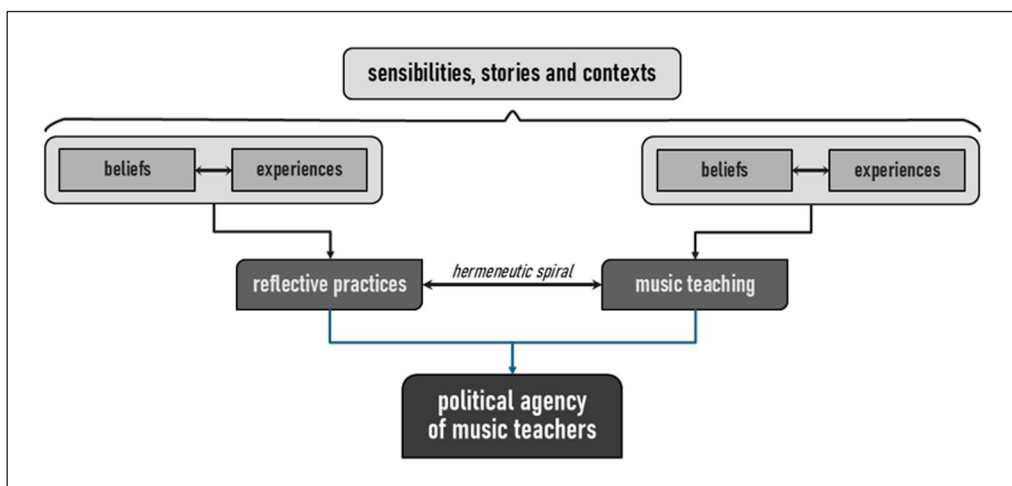 sensibilities, stories and contexts
beliefs
experiences
beliefs
experiences
reflective practices
hermeneutic spiral
music teaching
political agency
of music teachers